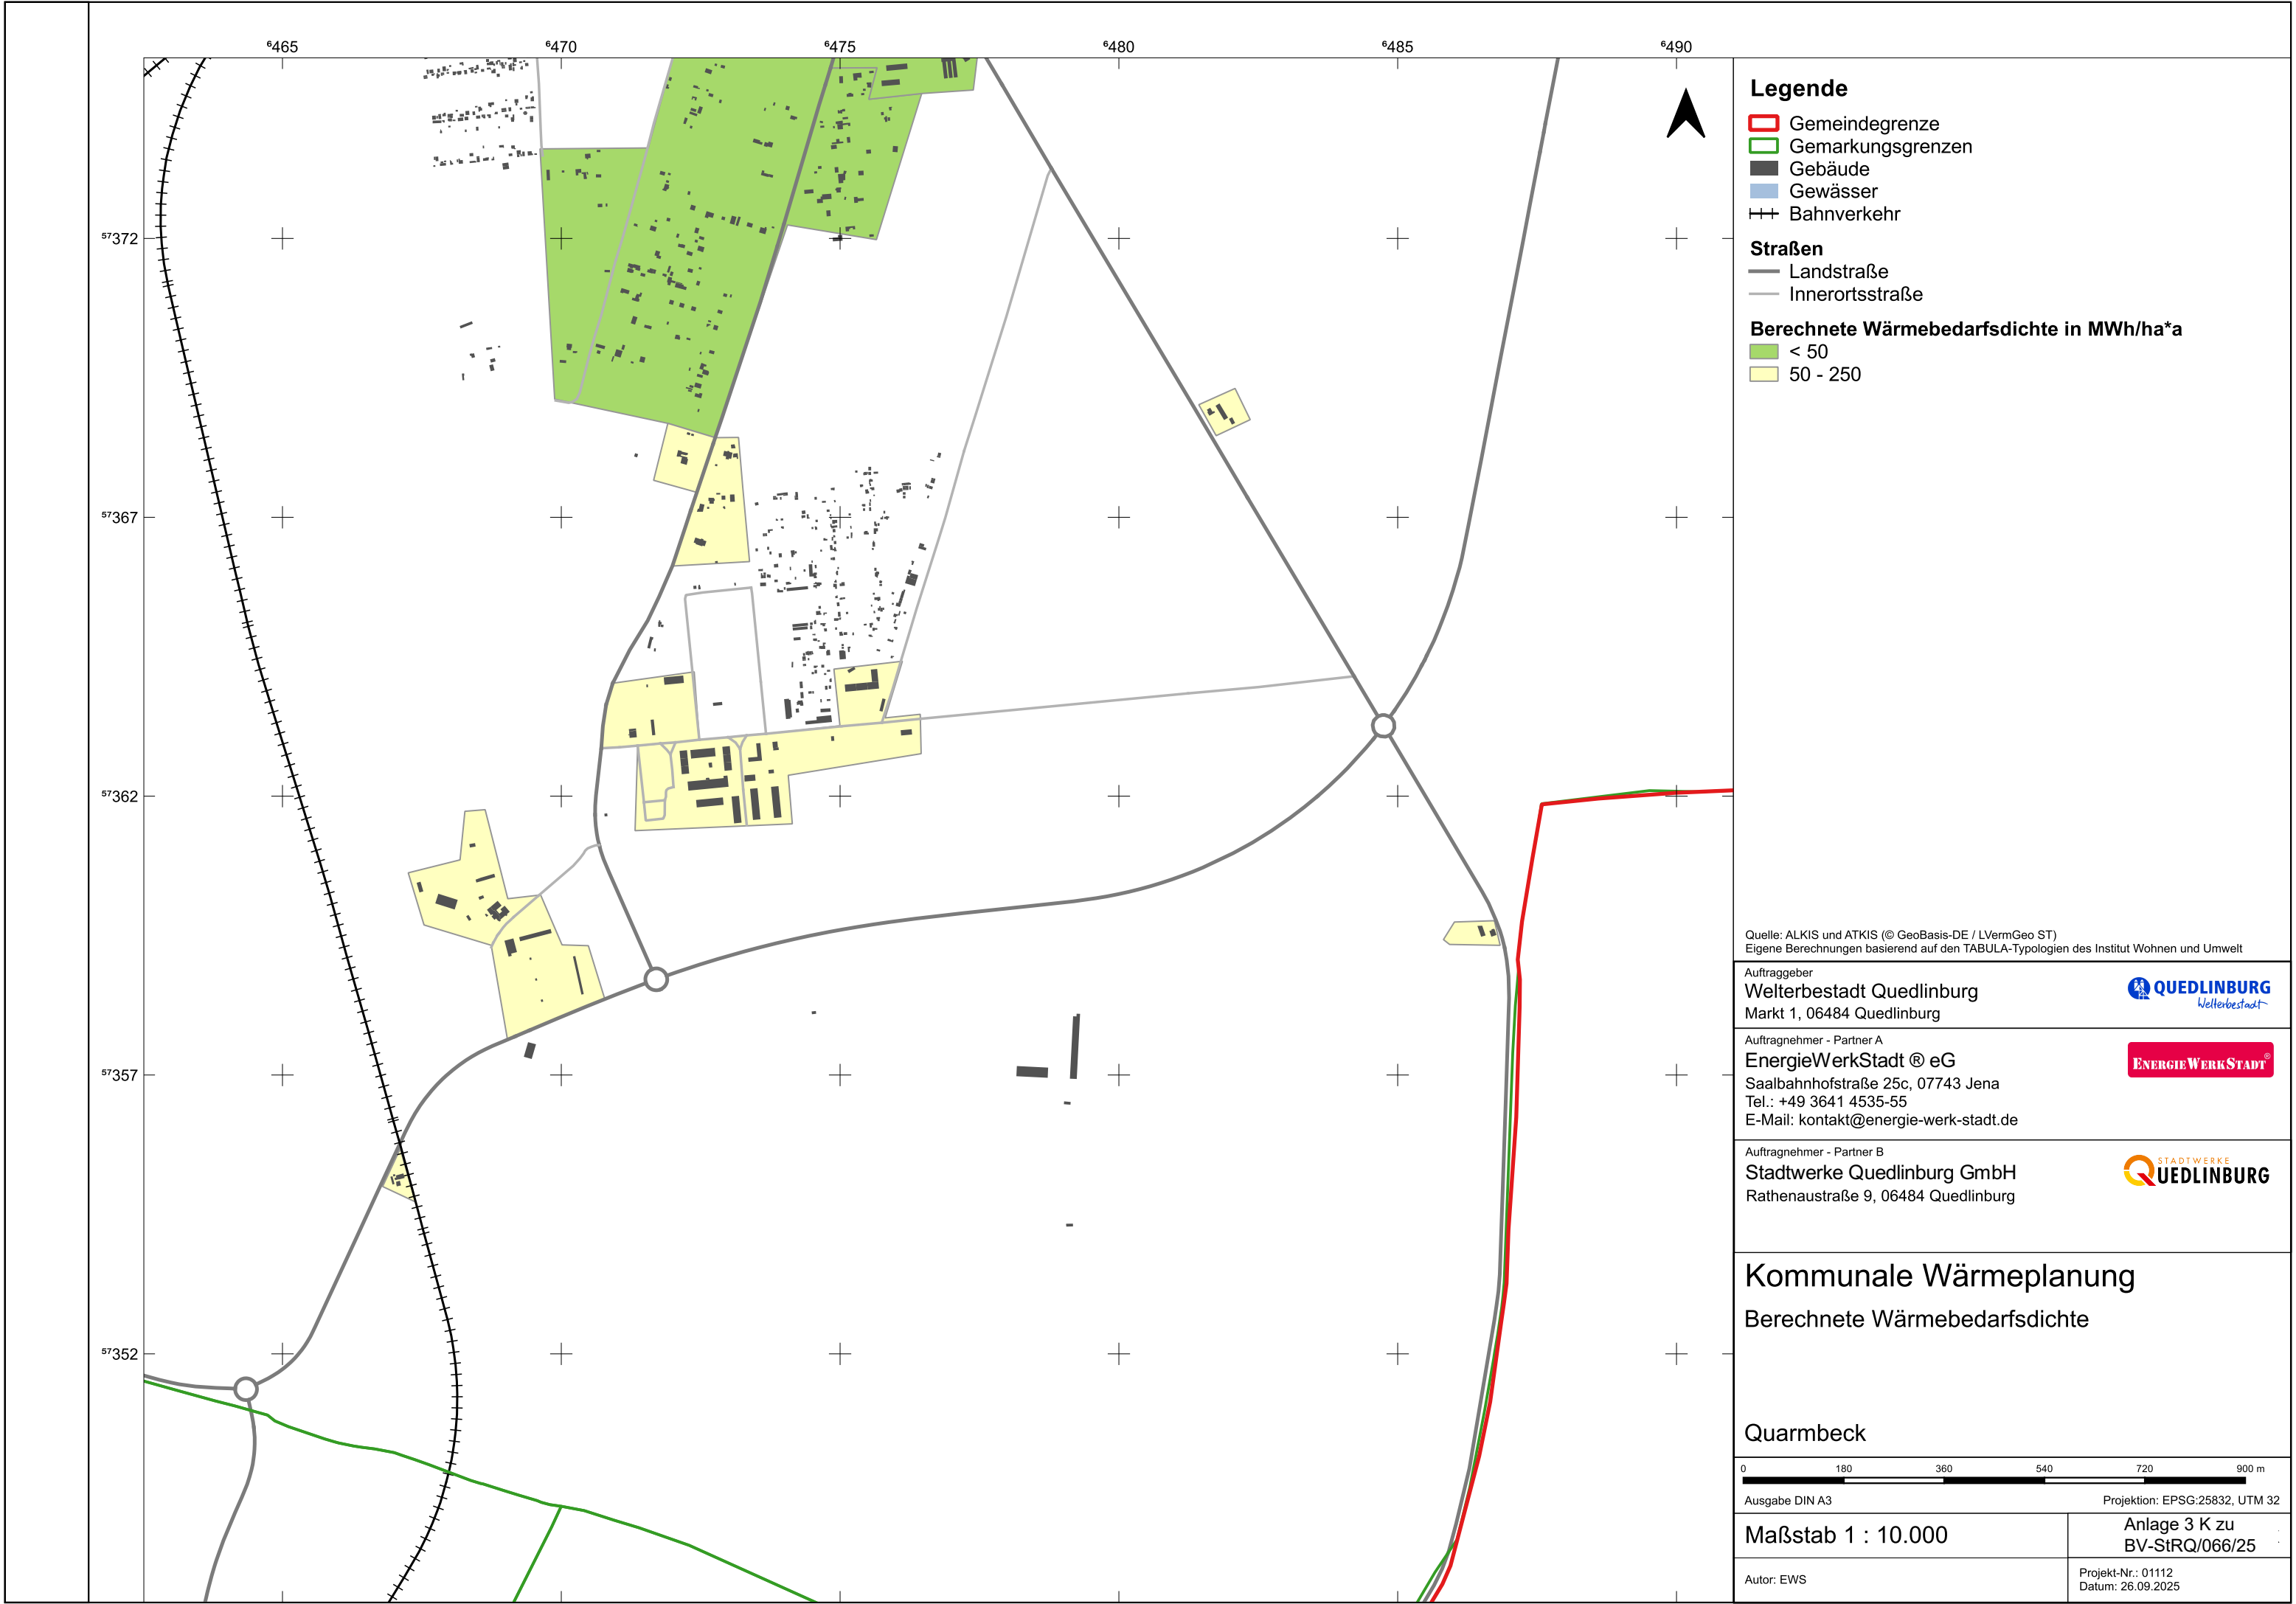 ⁶465 ⁶470 ⁶475 ⁶480 ⁶485 ⁶490
⁵⁷372
⁵⁷367
⁵⁷362
⁵⁷357
⁵⁷352
Legende
Gemeindegrenze
Gemarkungsgrenzen
Gebäude
Gewässer
Bahnverkehr
Straßen
Landstraße
Innerortsstraße
Berechnete Wärmebedarfsdichte in MWh/ha*a
< 50
50 - 250
Quelle: ALKIS und ATKIS (© GeoBasis-DE / LVermGeo ST)
Eigene Berechnungen basierend auf den TABULA-Typologien des Institut Wohnen und Umwelt
Auftraggeber
Welterbestadt Quedlinburg
Markt 1, 06484 Quedlinburg
QUEDLINBURG
Welterbestadt
Auftragnehmer - Partner A
EnergieWerkStadt ® eG
Saalbahnhofstraße 25c, 07743 Jena
Tel.: +49 3641 4535-55
E-Mail: kontakt@energie-werk-stadt.de
ENERGIEWERKSTADT®
Auftragnehmer - Partner B
Stadtwerke Quedlinburg GmbH
Rathenaustraße 9, 06484 Quedlinburg
STADTWERKE
QUEDLINBURG
Kommunale Wärmeplanung
Berechnete Wärmebedarfsdichte
Quarmbeck
0 180 360 540 720 900 m
Ausgabe DIN A3 Projektion: EPSG:25832, UTM 32
Maßstab 1 : 10.000
Anlage 3 K zu
BV-StRQ/066/25
Autor: EWS
Projekt-Nr.: 01112
Datum: 26.09.2025